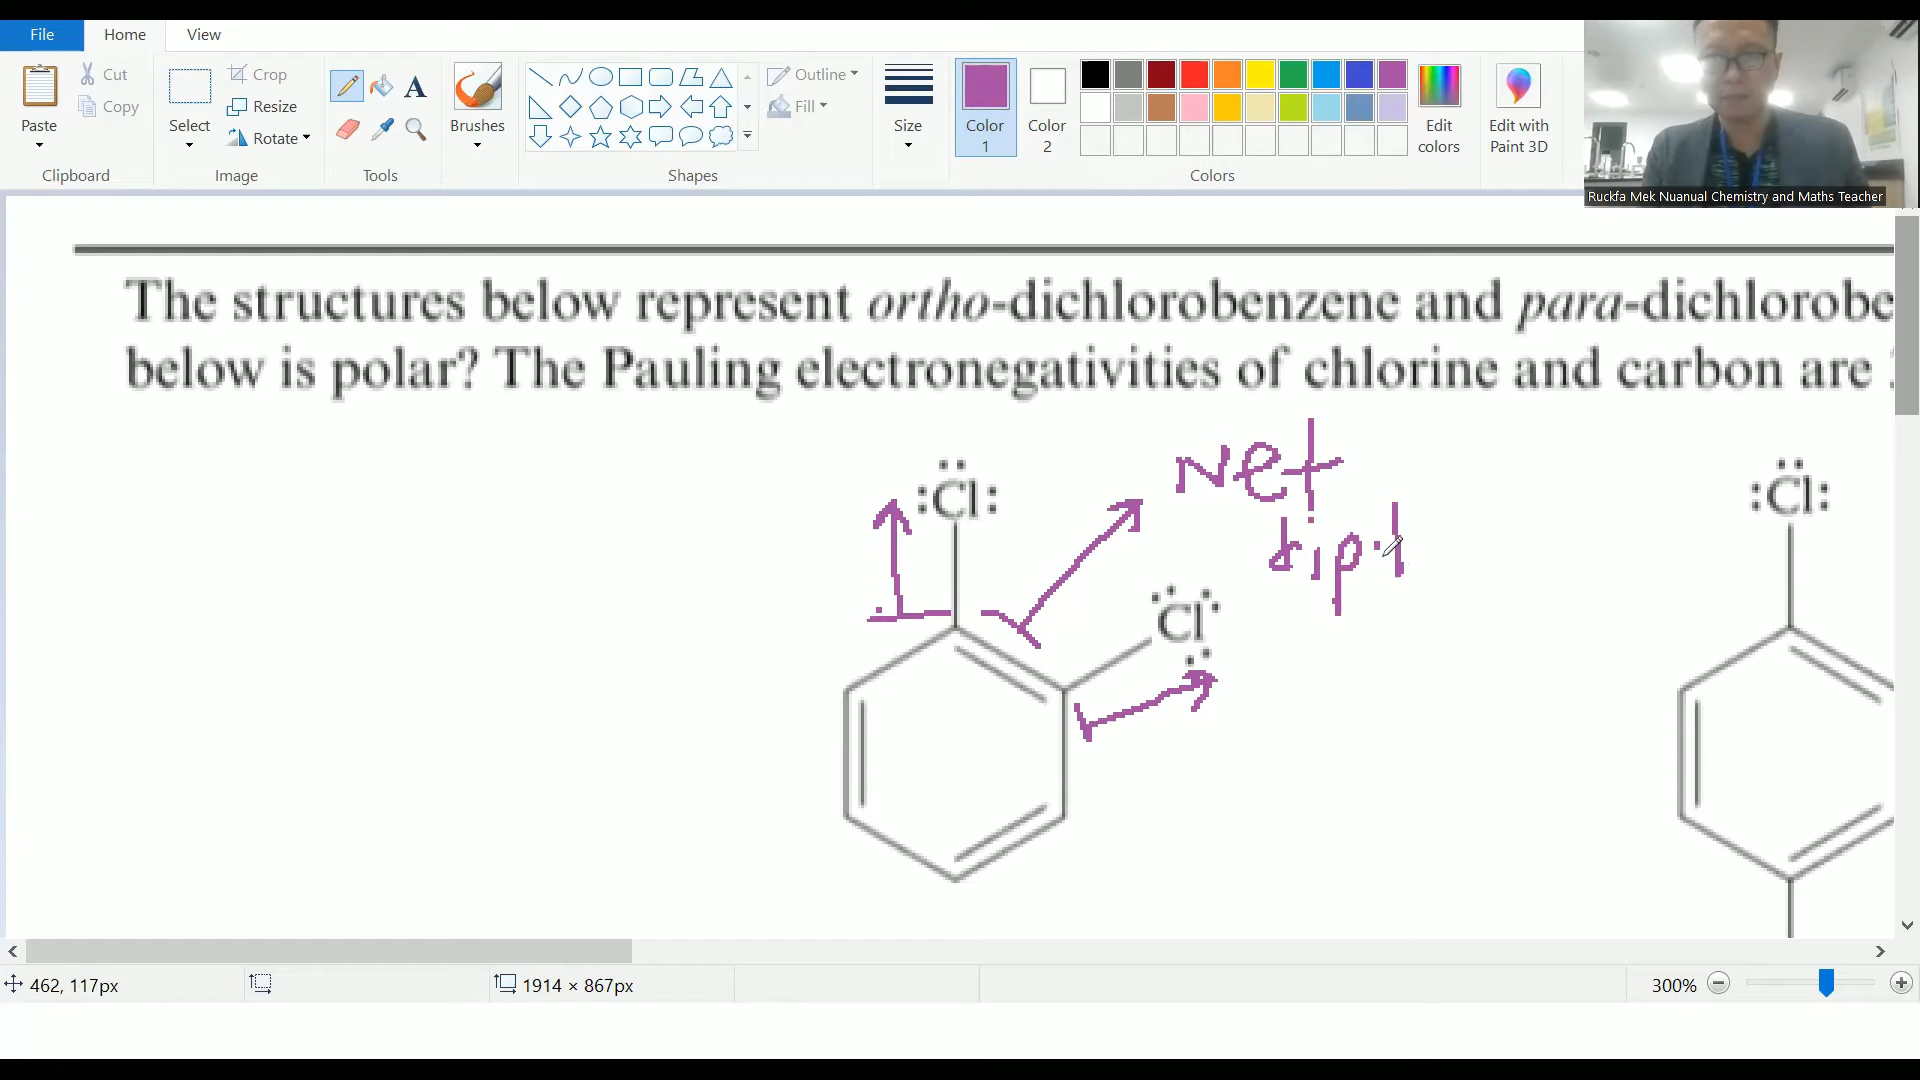 File Home View
Paste
Cut
Copy
Clipboard
Select
Crop
Resize
Rotate
Image
A
Tools
Brushes
Shapes
Outline
Fill
Size
Color
1
Color
2
Colors
Edit
colors
Edit with
Paint 3D
Ruckfa Mek Nuanual Chemistry and Maths Teacher
The structures below represent ortho-dichlorobenzene and para-dichlorobe
below is polar? The Pauling electronegativities of chlorine and carbon are
Cl
Net
Cl
Cl
462, 117px
1914 × 867px
300%